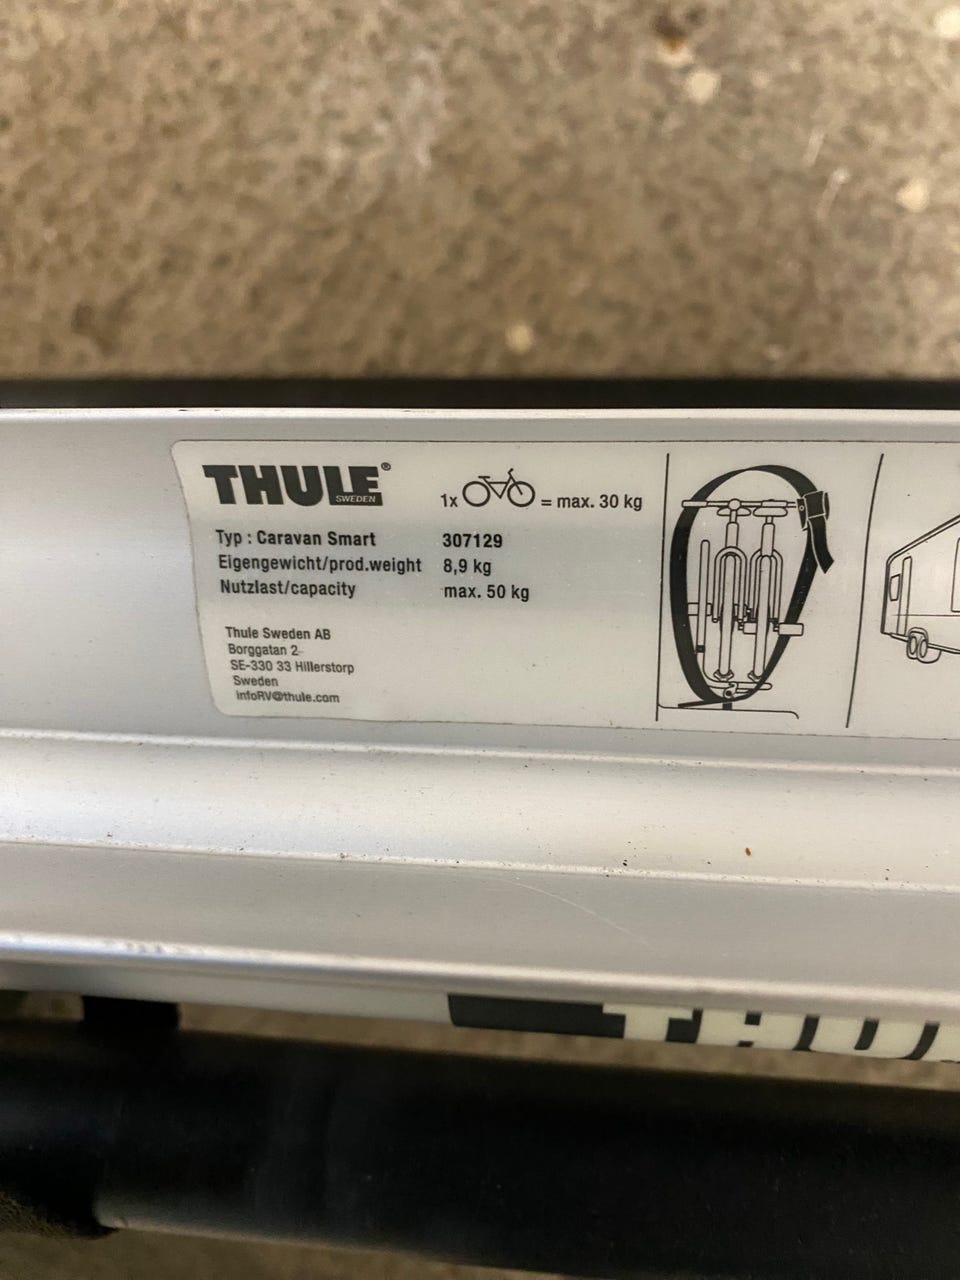 THULE®
SWEDEN
1x = max. 30 kg
Typ : Caravan Smart 307129
Eigengewicht/prod.weight 8,9 kg
Nutzlast/capacity max. 50 kg
Thule Sweden AB
Borggatan 2
SE-330 33 Hillerstorp
Sweden
infoRV@thule.com